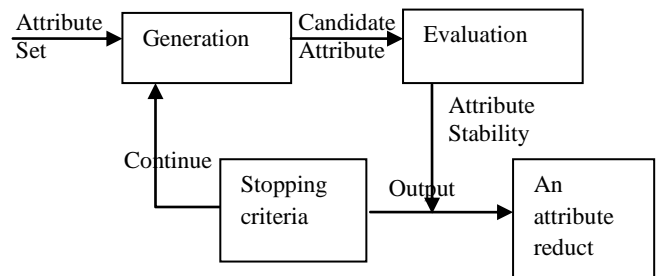 Attribute
Set
Generation
Candidate
Attribute
Evaluation
Attribute
Stability
Continue
Stopping
criteria
Output
An
attribute
reduct